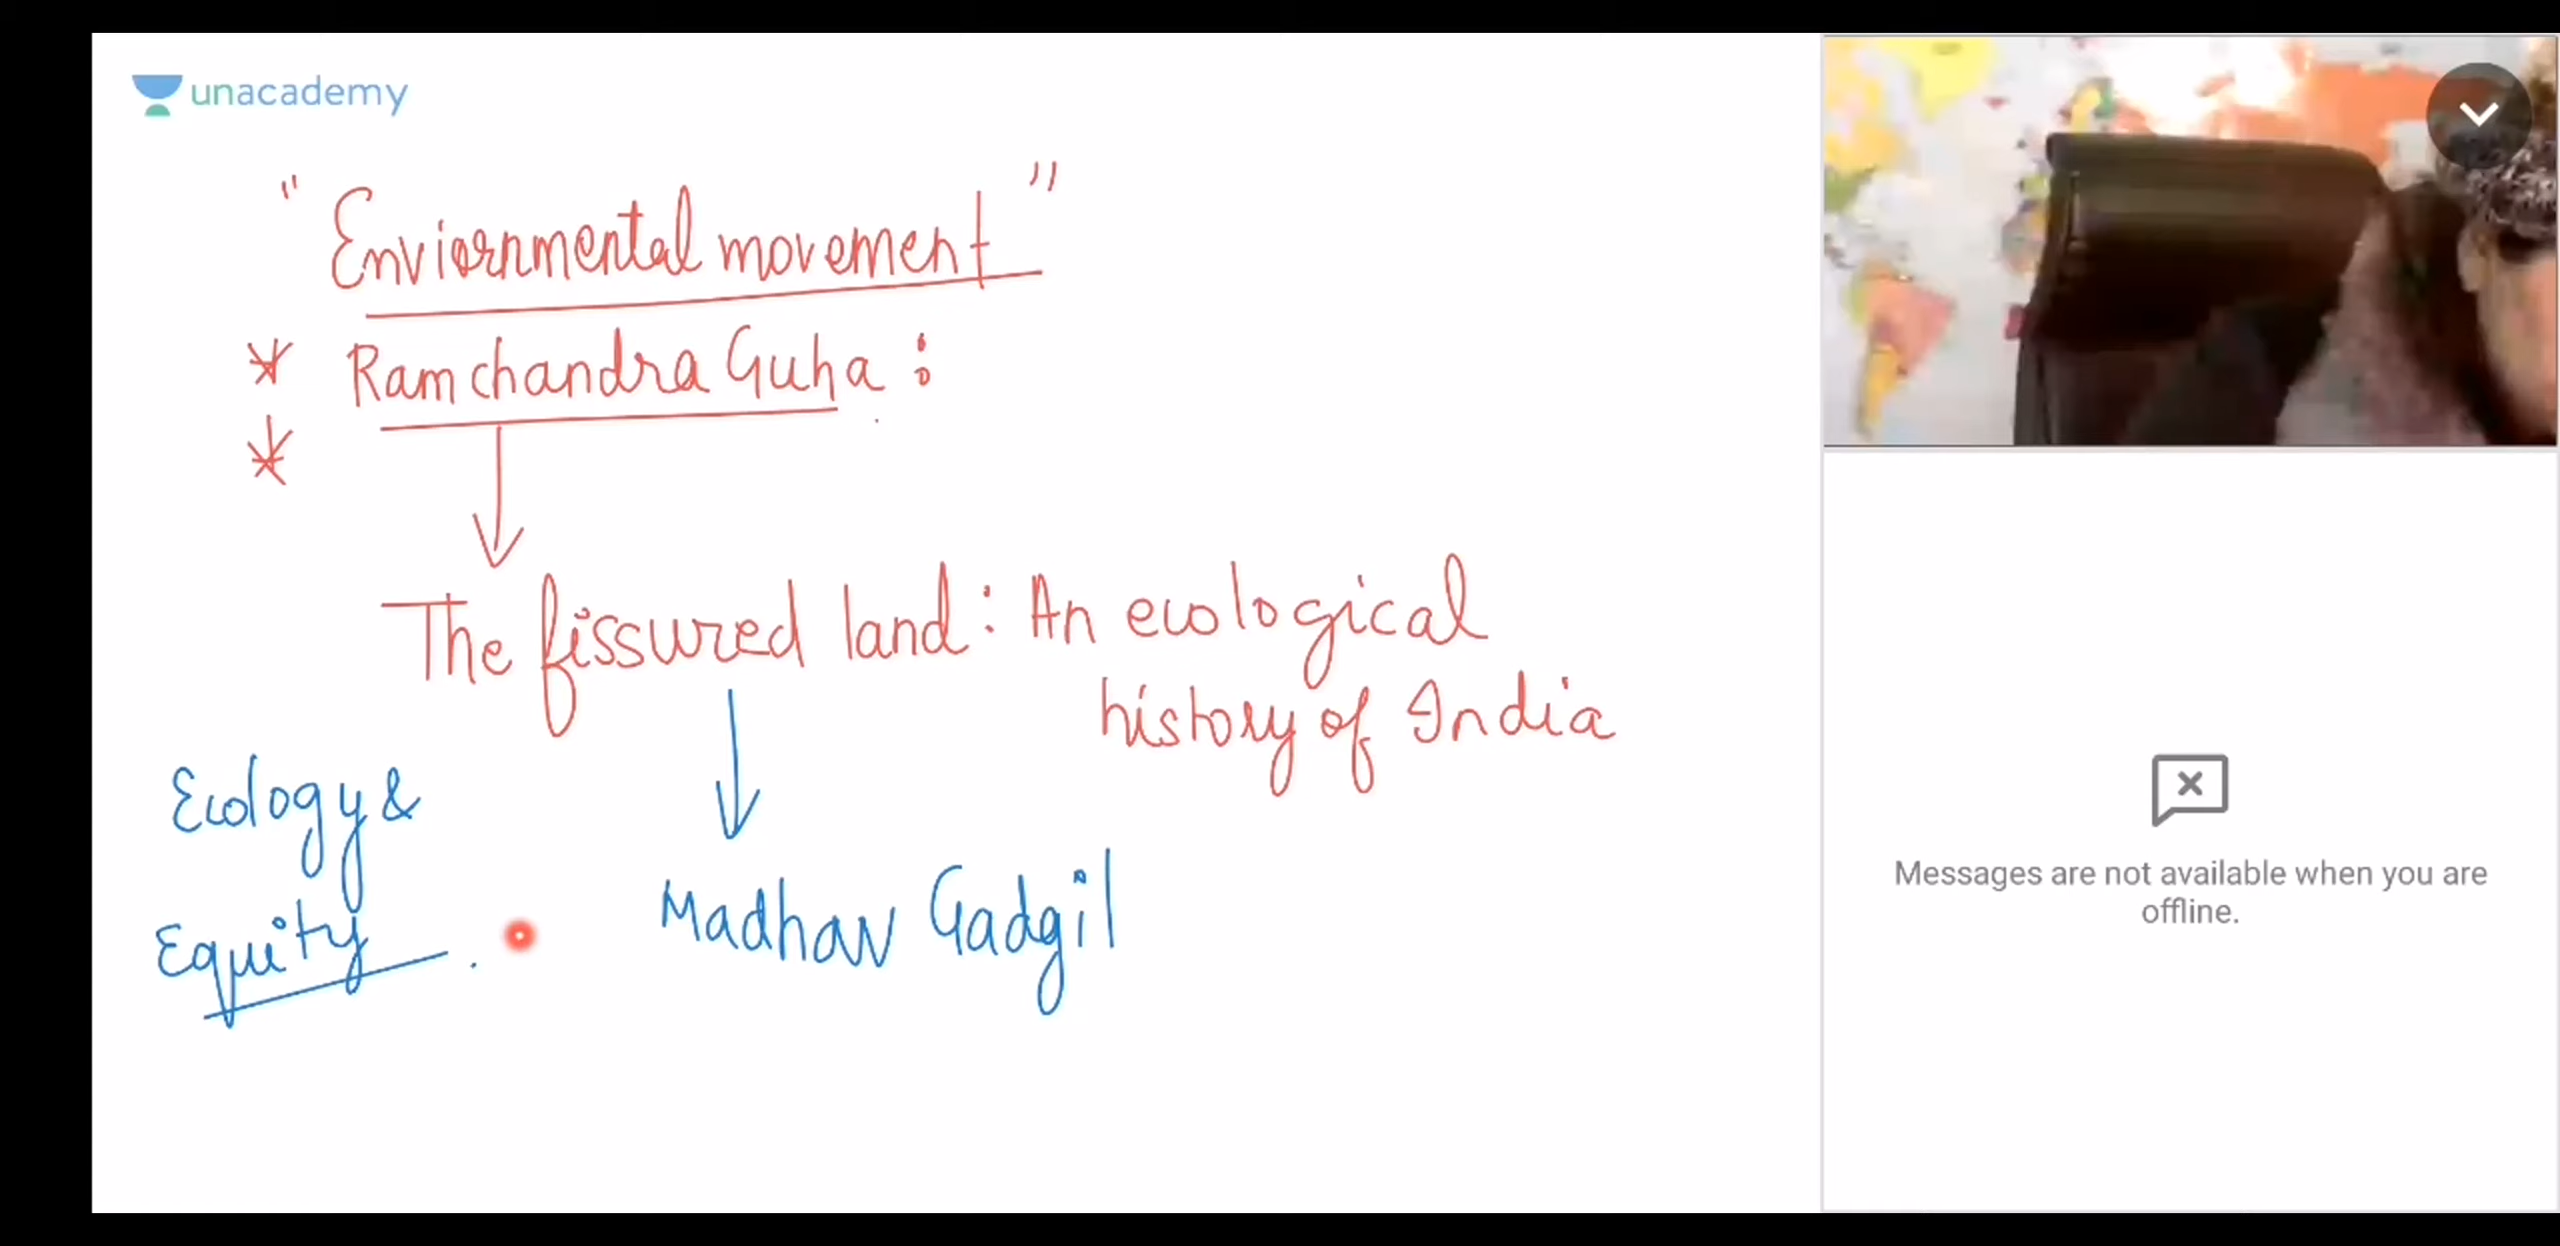 unacademy
" Enviornmental movement "
* Ramchandra Guha :
*
The fissured land : An ecological
history of India
Ecology &
Equity .
Madhav Gadgil
Messages are not available when you are
offline.